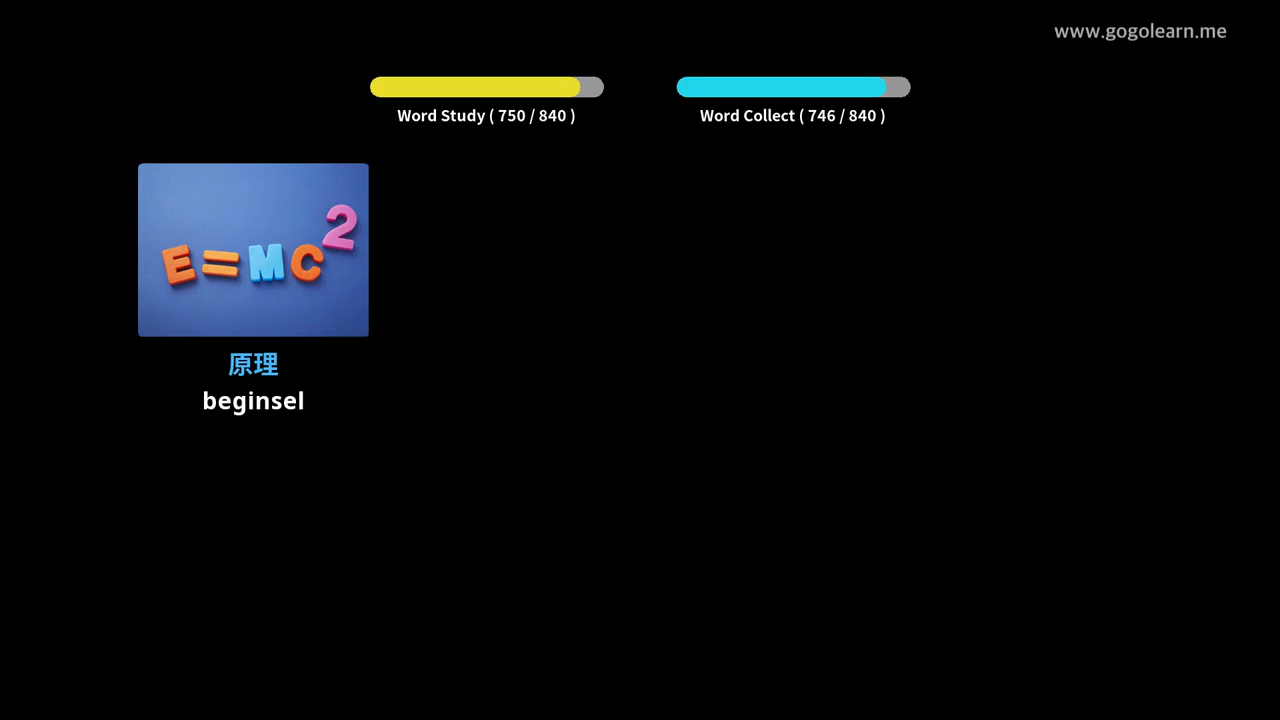 www.gogolearn.me
Word Study ( 750 / 840 )
Word Collect ( 746 / 840 )
E=MC²
原理
beginsel